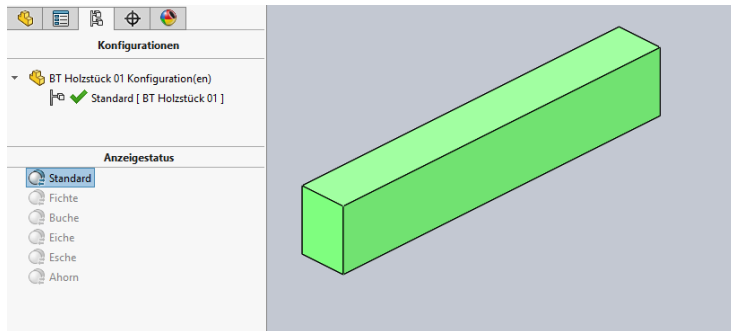 Konfigurationen
BT Holzstück 01 Konfiguration(en)
Standard [ BT Holzstück 01 ]
Anzeigestatus
Standard
Fichte
Buche
Eiche
Esche
Ahorn